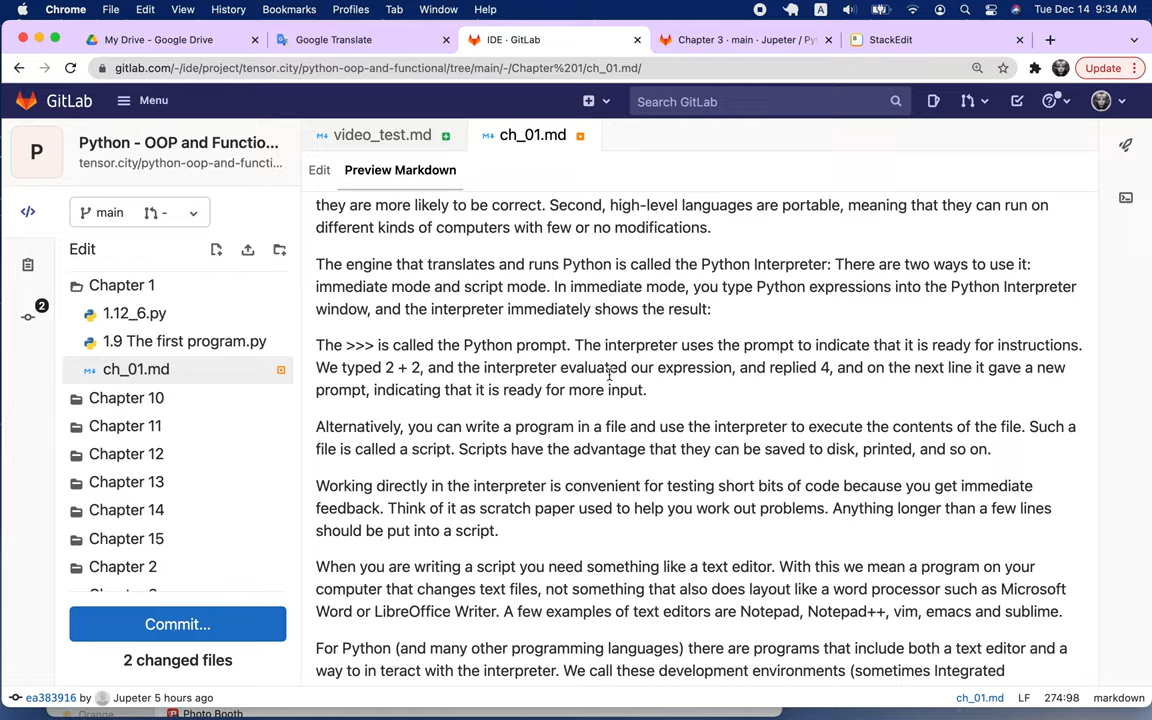 Chrome File Edit View History Bookmarks Profiles Tab Window Help A Tue Dec 14 9:34 AM
My Drive - Google Drive Google Translate IDE · GitLab Chapter 3 · main · Jupeter / Py StackEdit
gitlab.com/-/ide/project/tensor.city/python-oop-and-functional/tree/main/-/Chapter%201/ch_01.md/ Update
GitLab Menu Search GitLab
P
Python - OOP and Functio...
tensor.city/python-oop-and-functi...
main -
Edit
2
Chapter 1
1.12_6.py
1.9 The first program.py
ch_01.md
Chapter 10
Chapter 11
Chapter 12
Chapter 13
Chapter 14
Chapter 15
Chapter 2
Commit...
2 changed files
video_test.md ch_01.md
Edit Preview Markdown
they are more likely to be correct. Second, high-level languages are portable, meaning that they can run on
different kinds of computers with few or no modifications.
The engine that translates and runs Python is called the Python Interpreter: There are two ways to use it:
immediate mode and script mode. In immediate mode, you type Python expressions into the Python Interpreter
window, and the interpreter immediately shows the result:
The >>> is called the Python prompt. The interpreter uses the prompt to indicate that it is ready for instructions.
We typed 2 + 2, and the interpreter evaluated our expression, and replied 4, and on the next line it gave a new
prompt, indicating that it is ready for more input.
Alternatively, you can write a program in a file and use the interpreter to execute the contents of the file. Such a
file is called a script. Scripts have the advantage that they can be saved to disk, printed, and so on.
Working directly in the interpreter is convenient for testing short bits of code because you get immediate
feedback. Think of it as scratch paper used to help you work out problems. Anything longer than a few lines
should be put into a script.
When you are writing a script you need something like a text editor. With this we mean a program on your
computer that changes text files, not something that also does layout like a word processor such as Microsoft
Word or LibreOffice Writer. A few examples of text editors are Notepad, Notepad++, vim, emacs and sublime.
For Python (and many other programming languages) there are programs that include both a text editor and a
way to in teract with the interpreter. We call these development environments (sometimes Integrated
ea383916 by Jupeter 5 hours ago ch_01.md LF 274:98 markdown
Orange Photo Booth